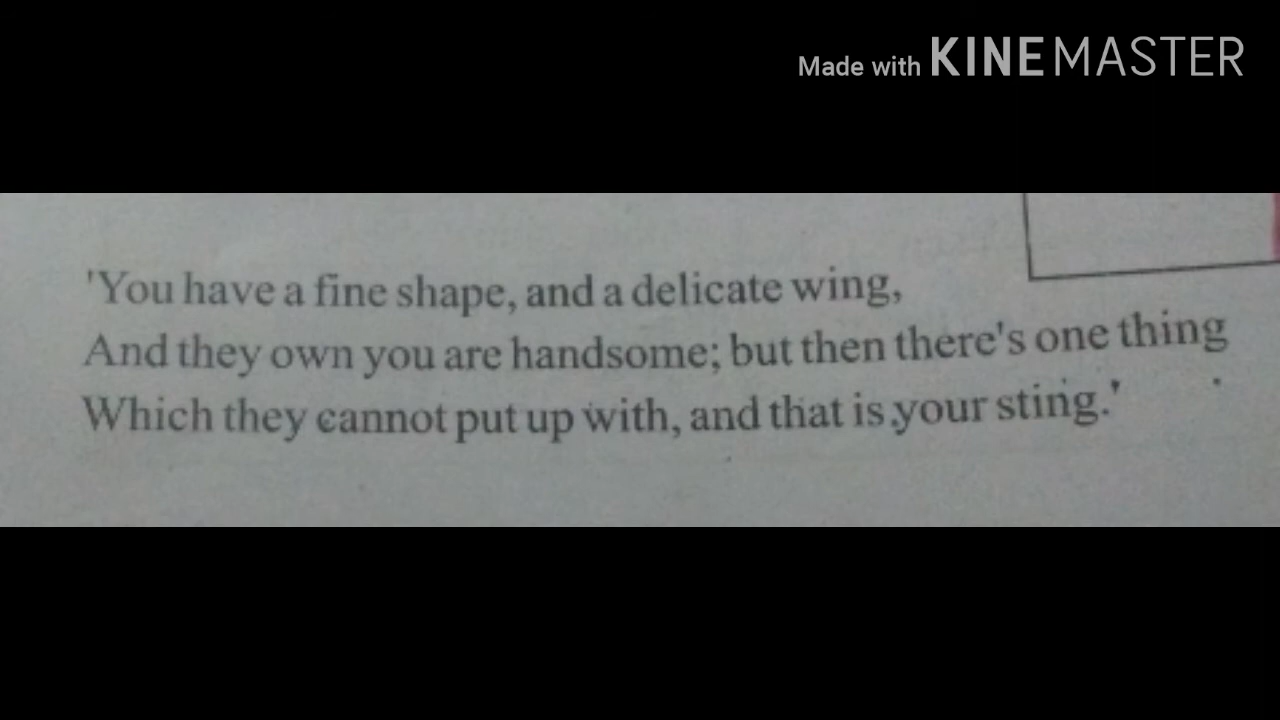 Made with KINEMASTER
'You have a fine shape, and a delicate wing,
And they own you are handsome; but then there's one thing
Which they cannot put up with, and that is your sting.'